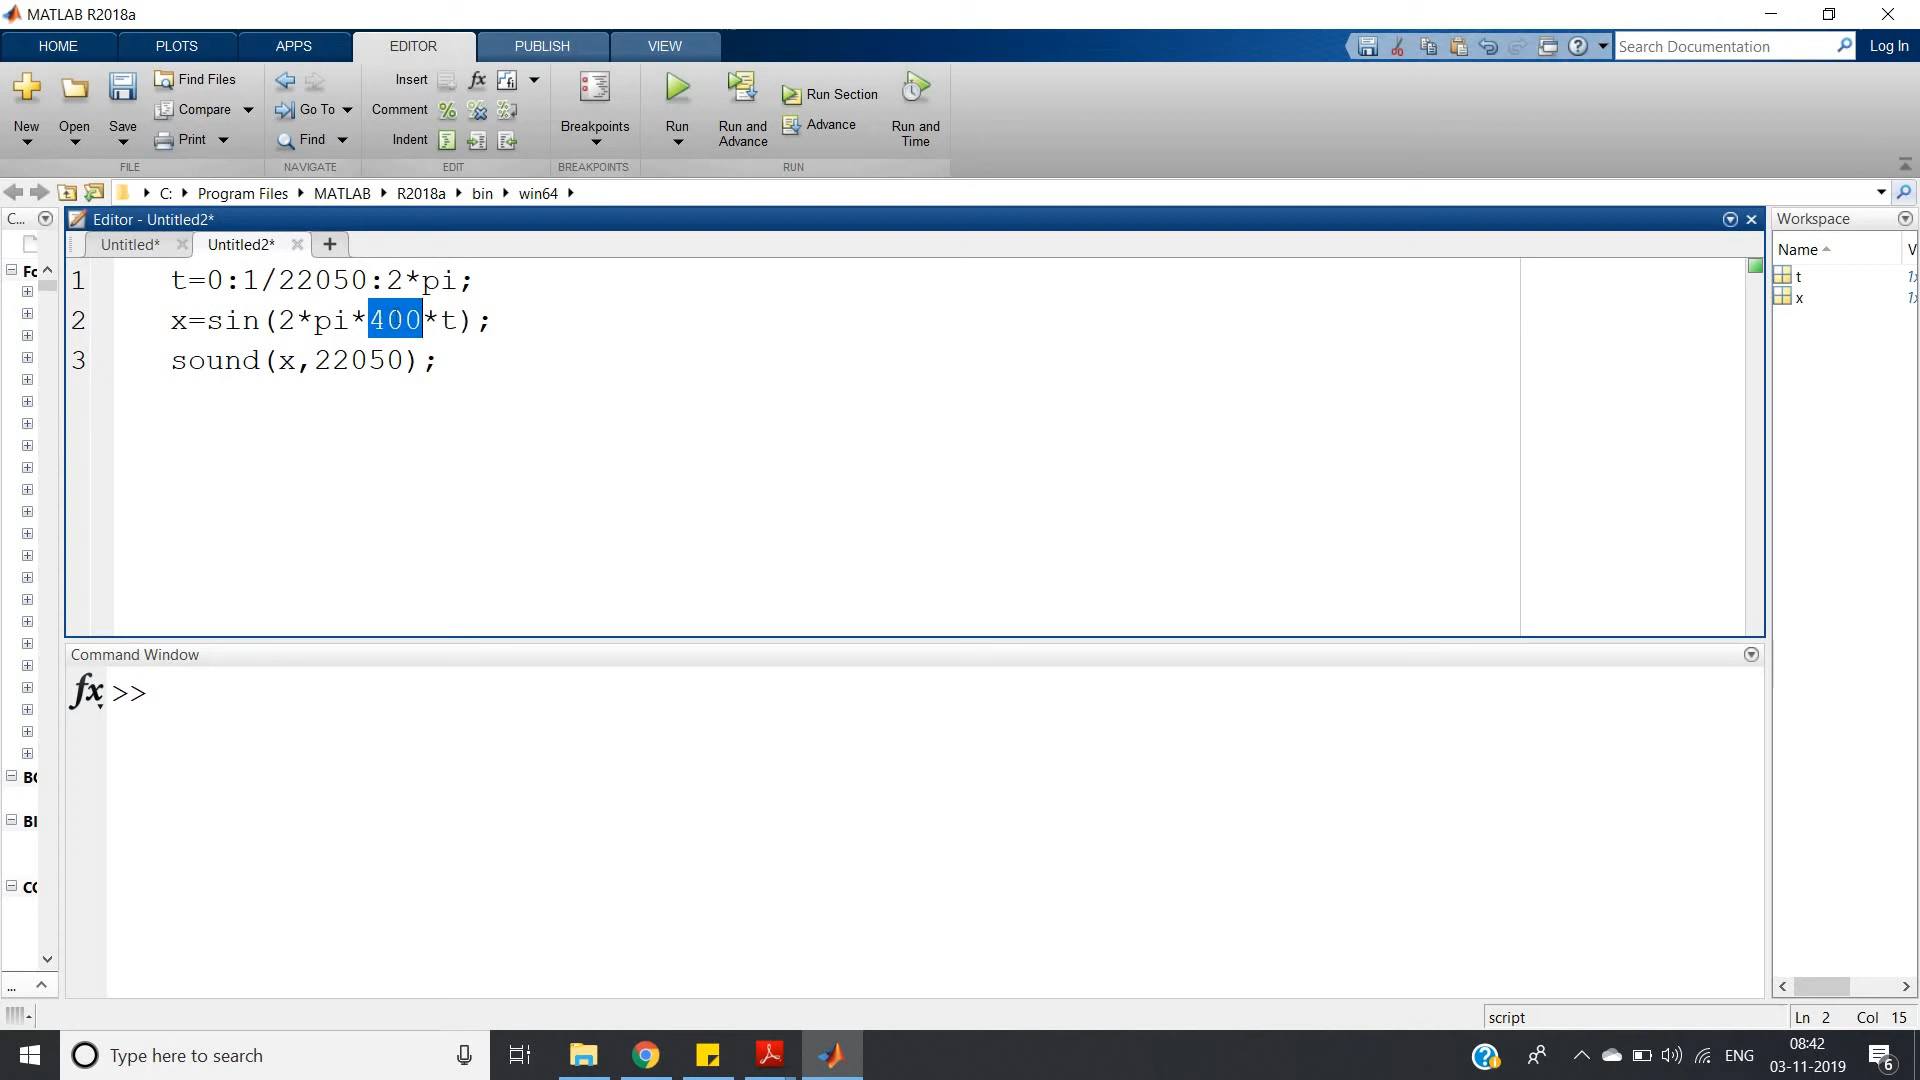 MATLAB R2018a
HOME PLOTS APPS EDITOR PUBLISH VIEW
Search Documentation
Log In
New
Open
Save
Find Files
Compare
Print
FILE
Go To
Find
NAVIGATE
Insert
Comment
Indent
EDIT
Breakpoints
BREAKPOINTS
Run
Run and Advance
Run Section
Advance
Run and Time
RUN
C: Program Files MATLAB R2018a bin win64
C...
Editor - Untitled2*
Workspace
Untitled* Untitled2*
Name V
t
x
1 t=0:1/22050:2*pi;
2 x=sin(2*pi*400*t);
3 sound(x,22050);
Command Window
fx >>
script
Ln 2 Col 15
Type here to search
ENG
08:42
03-11-2019
6